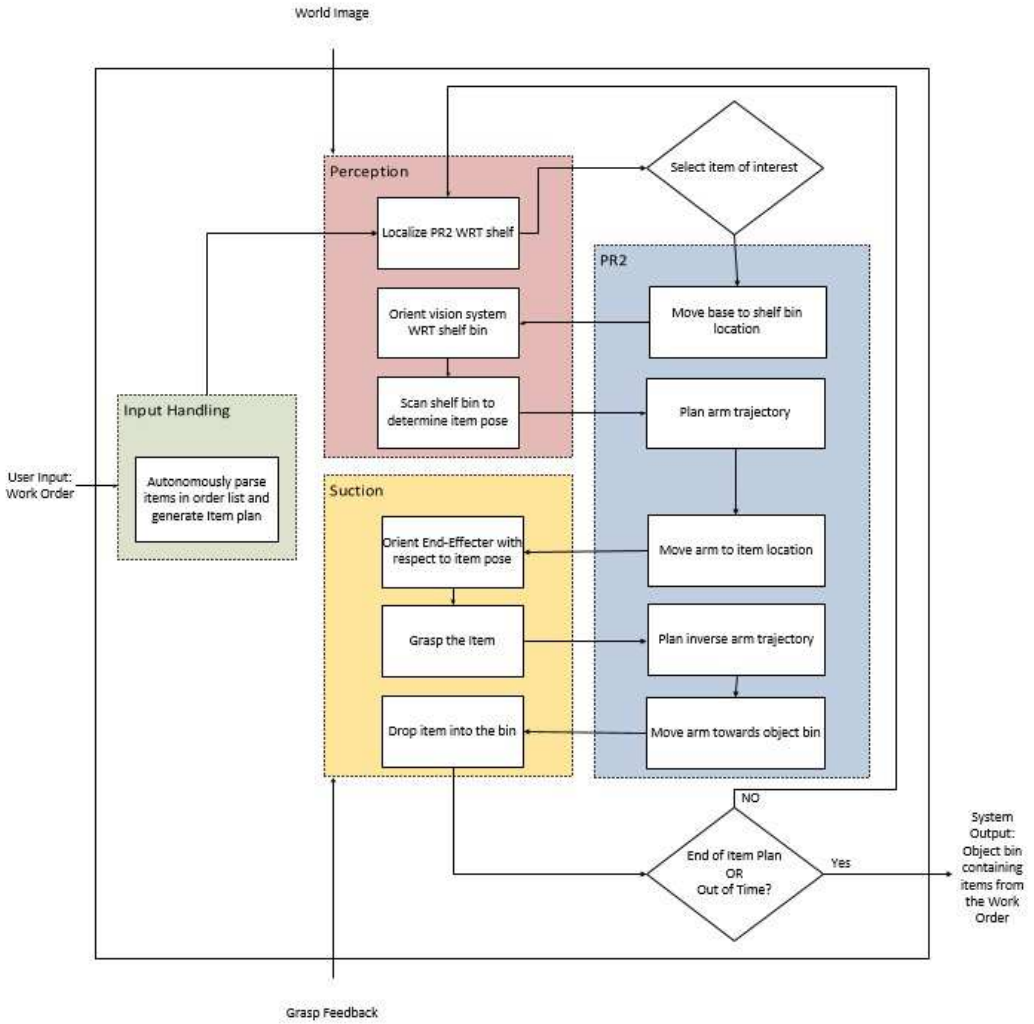 World Image
Perception
Select item of interest
Localize PR2 WRT shelf
PR2
Orient vision system
WRT shelf bin
Move base to shelf bin
location
Scan shelf bin to
determine item pose
Plan arm trajectory
Input Handling
User Input:
Work Order
Autonomously parse
items in order list and
generate Item plan
Suction
Orient End-Effecter with
respect to item pose
Move arm to item location
Grasp the Item
Plan inverse arm trajectory
Drop item into the bin
Move arm towards object bin
NO
End of Item Plan
OR
Out of Time?
Yes
System
Output:
Object bin
containing
items from
the Work
Order
Grasp Feedback